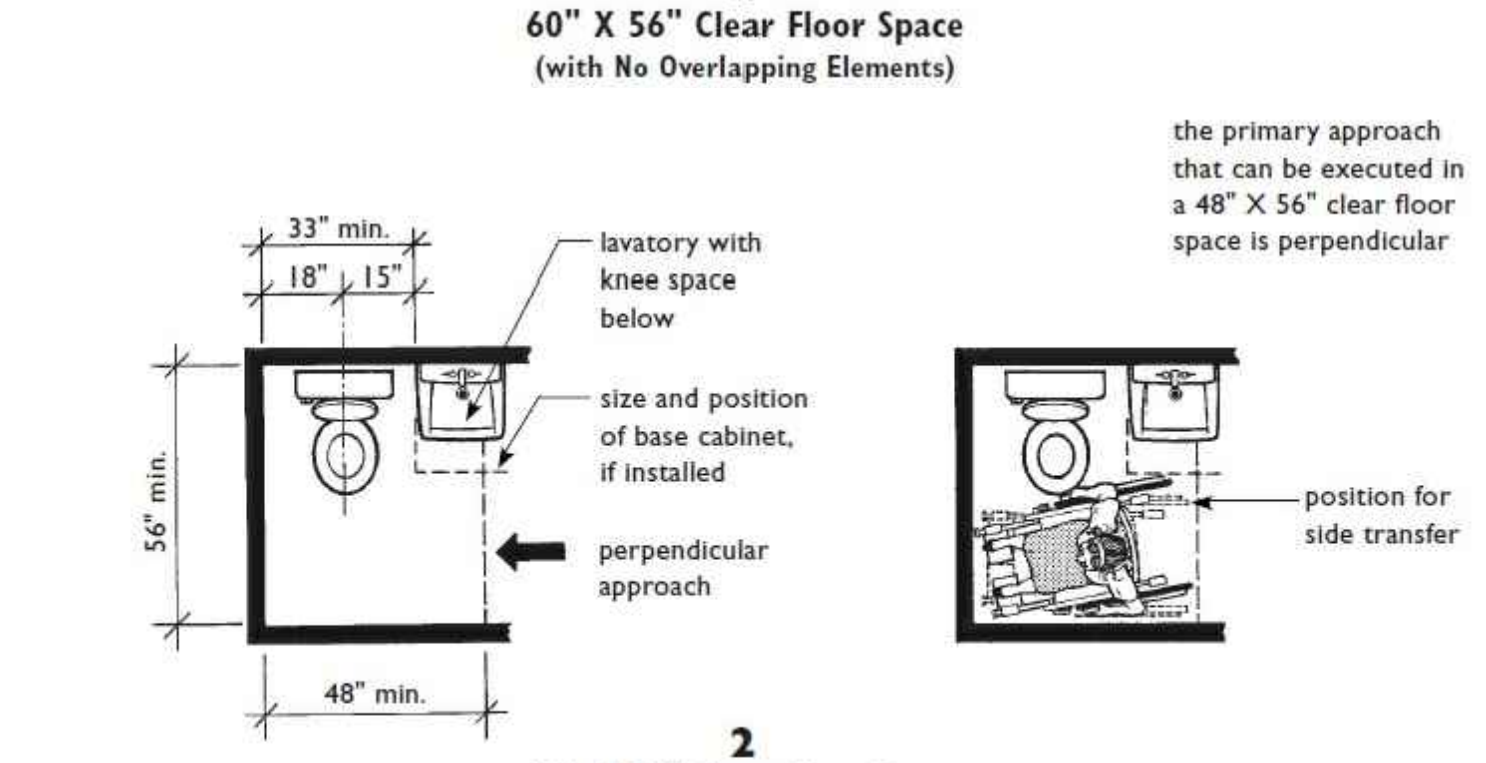 60" X 56" Clear Floor Space
(with No Overlapping Elements)
the primary approach
that can be executed in
a 48" X 56" clear floor
space is perpendicular
33" min.
18" 15"
lavatory with
knee space
below
size and position
of base cabinet,
if installed
56" min.
perpendicular
approach
position for
side transfer
48" min.
2